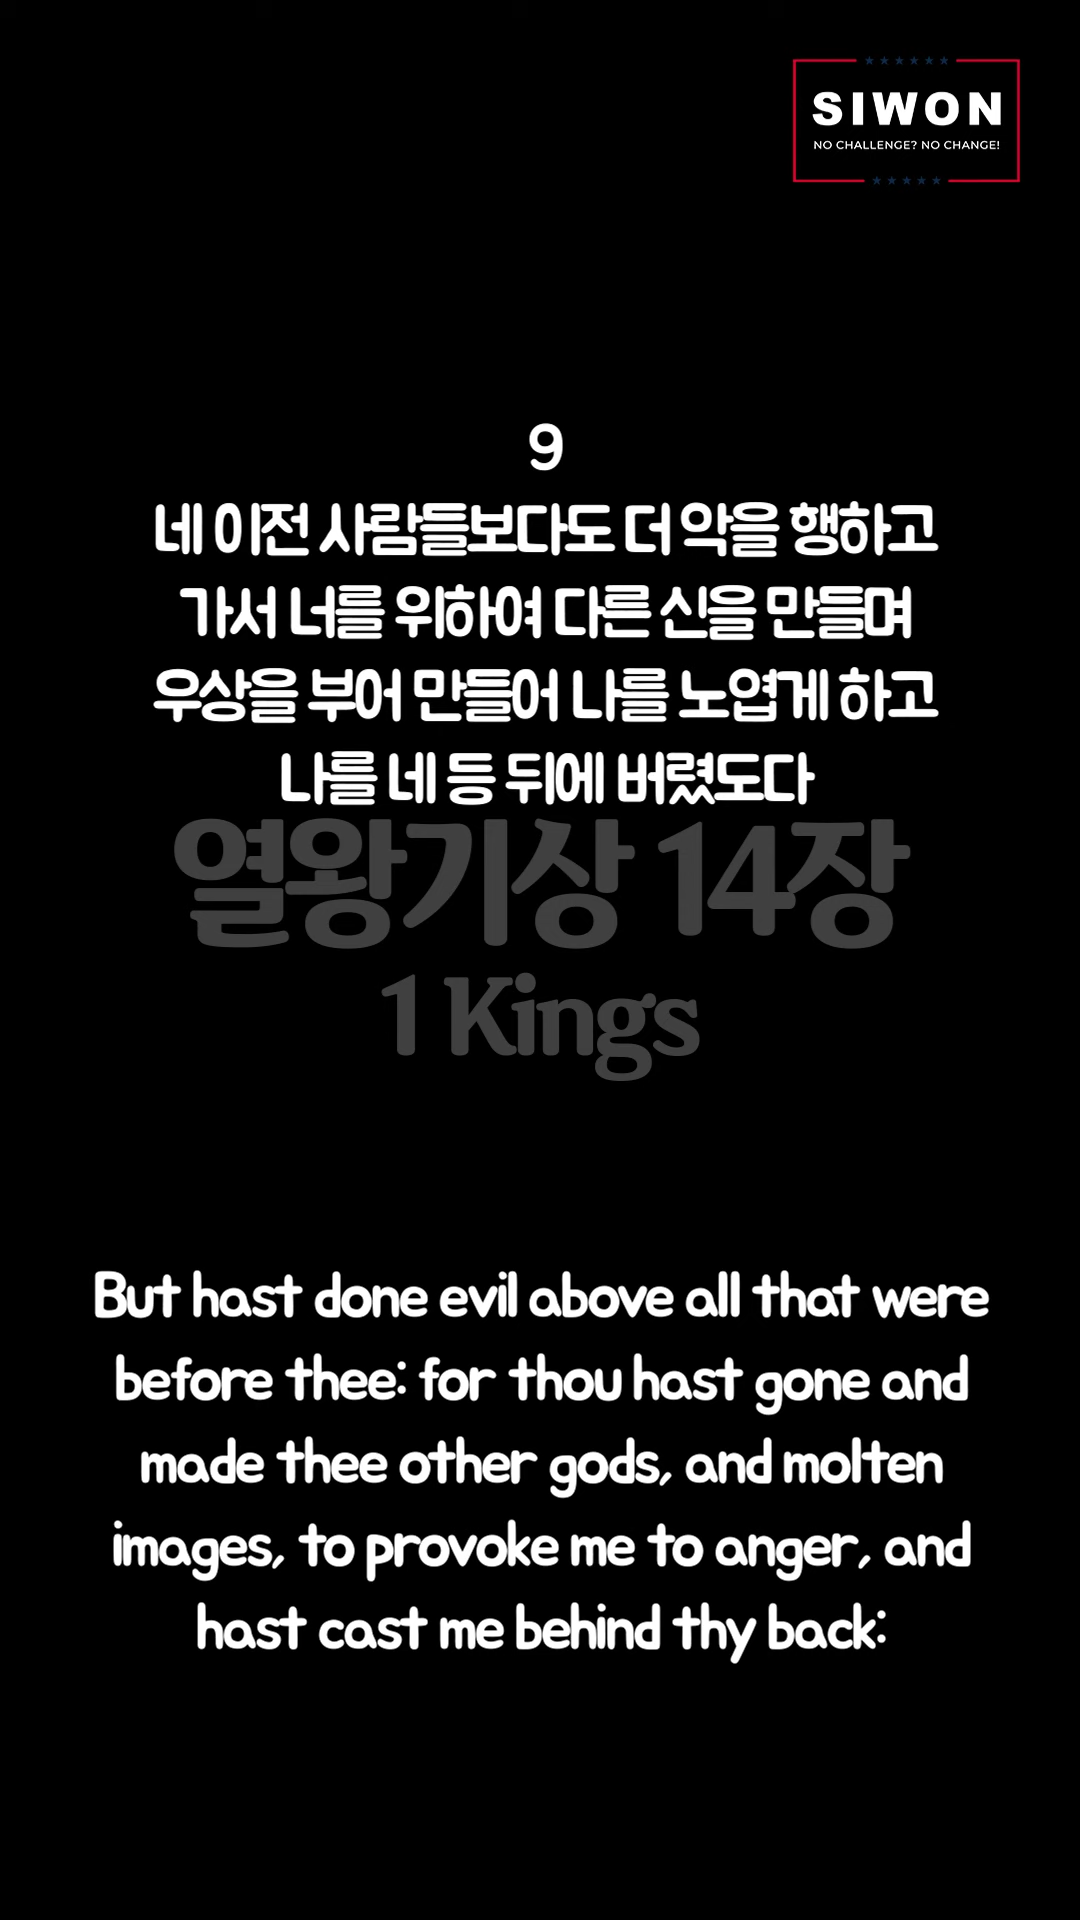 SIWON
NO CHALLENGE? NO CHANGE!
9
네 이전 사람들보다도 더 악을 행하고
가서 너를 위하여 다른 신을 만들며
우상을 부어 만들어 나를 노엽게 하고
나를 네 등 뒤에 버렸도다
열왕기상 14장
1 Kings
But hast done evil above all that were
before thee: for thou hast gone and
made thee other gods, and molten
images, to provoke me to anger, and
hast cast me behind thy back: